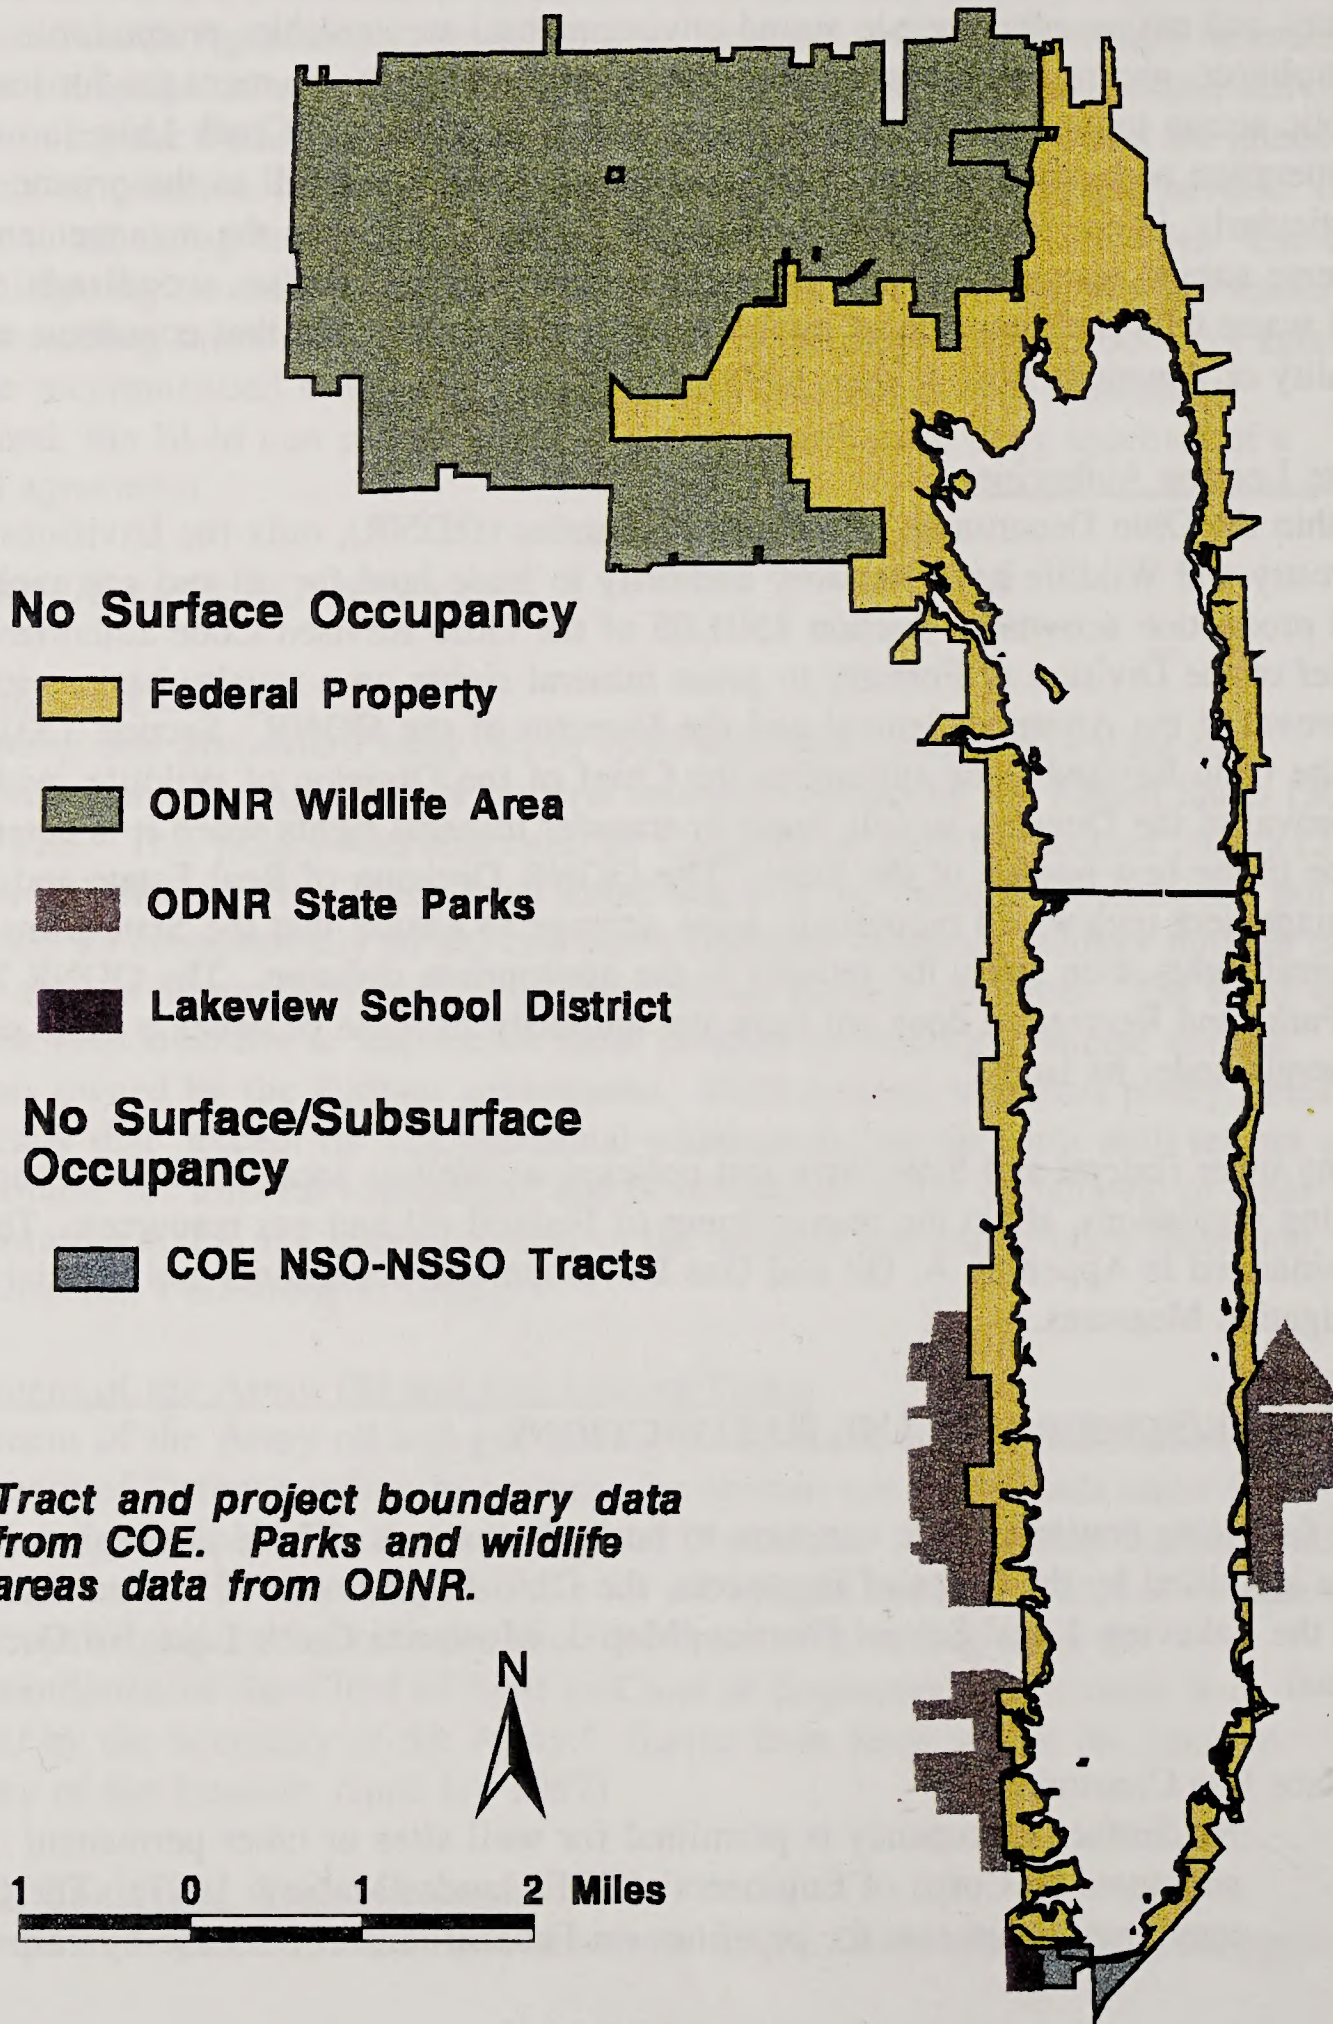 No Surface Occupancy
Federal Property
ODNR Wildlife Area
ODNR State Parks
Lakeview School District
No Surface/Subsurface
Occupancy
COE NSO-NSSO Tracts
Tract and project boundary data
from COE. Parks and wildlife
areas data from ODNR.
N
1 0 1 2 Miles